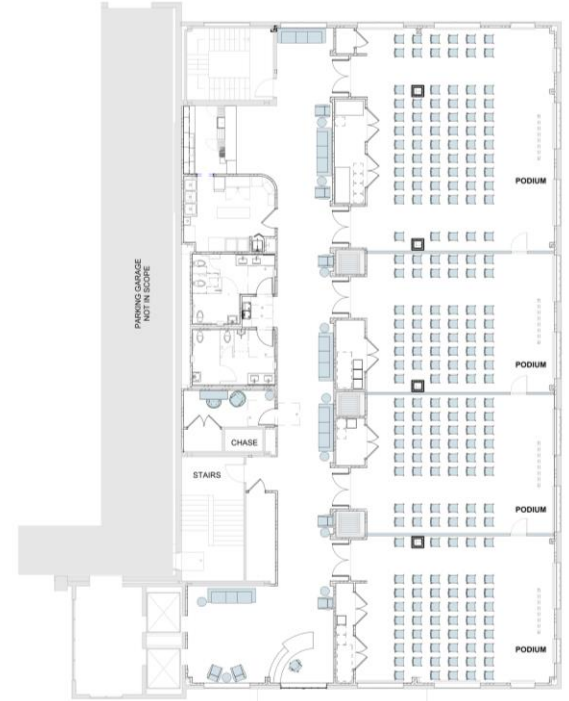 PARKING GARAGE
NOT IN SCOPE
PODIUM
PODIUM
CHASE
STAIRS
PODIUM
PODIUM